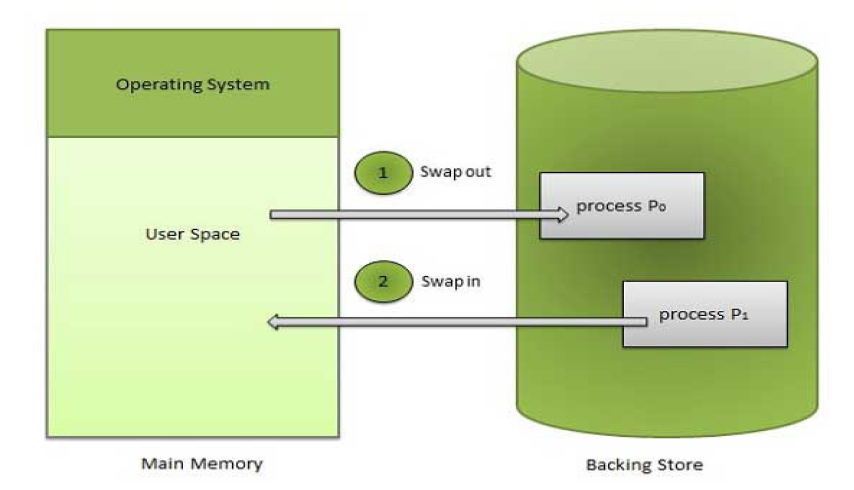 Operating System
1 Swap out
process P₀
User Space
2 Swap in
process P₁
Main Memory
Backing Store